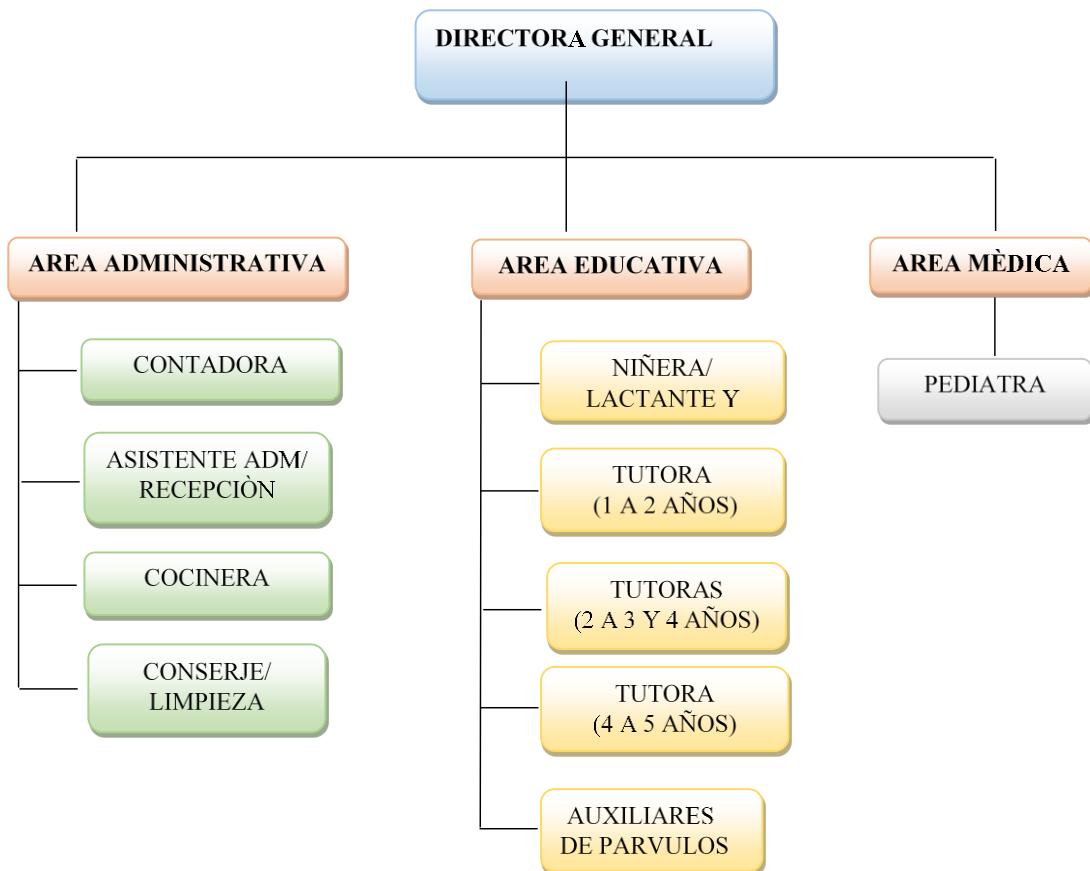 DIRECTORA GENERAL
AREA ADMINISTRATIVA
CONTADORA
ASISTENTE ADM/
RECEPCIÒN
COCINERA
CONSERJE/
LIMPIEZA
AREA EDUCATIVA
NIÑERA/
LACTANTE Y
TUTORA
(1 A 2 AÑOS)
TUTORAS
(2 A 3 Y 4 AÑOS)
TUTORA
(4 A 5 AÑOS)
AUXILIARES
DE PARVULOS
AREA MÈDICA
PEDIATRA